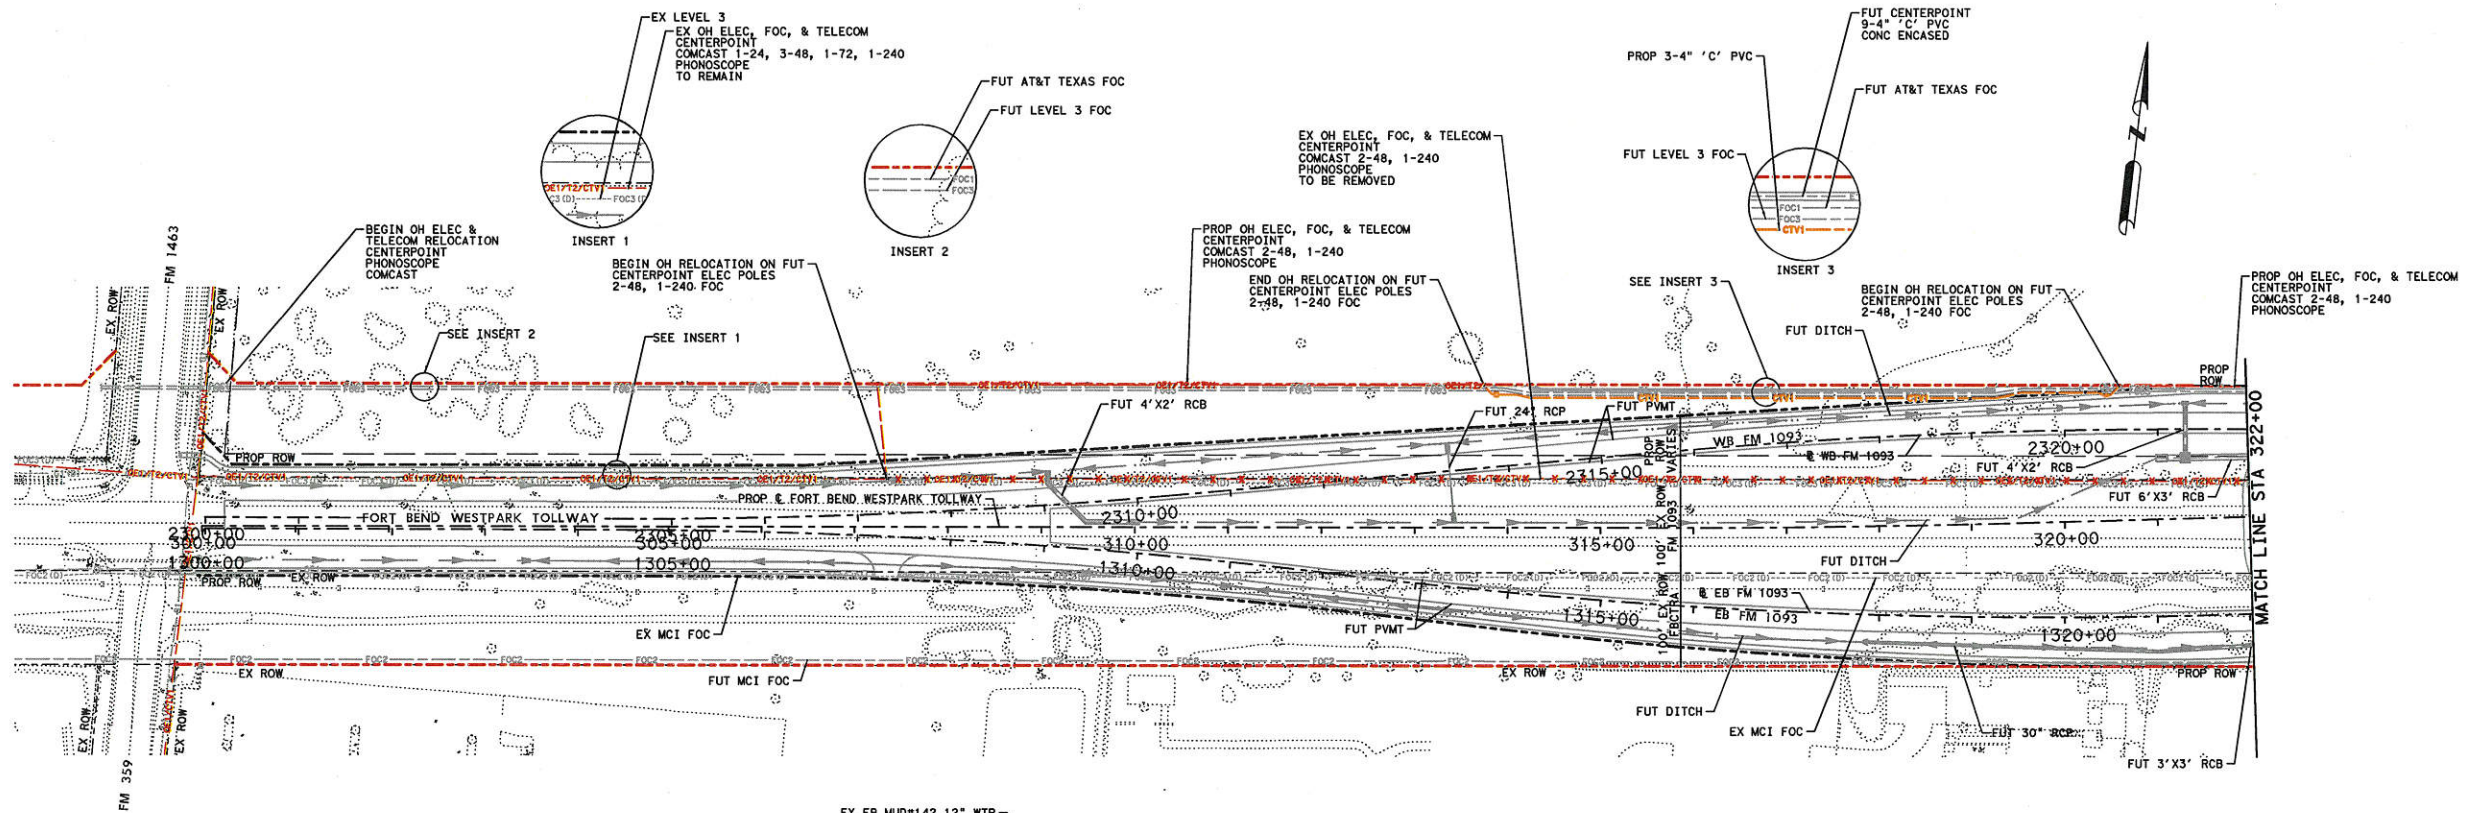 EX LEVEL 3
EX OH ELEC, FOC, & TELECOM
CENTERPOINT
COMCAST 1-24, 3-48, 1-72, 1-240
PHONOSCOPE
TO REMAIN
INSERT 1
FUT AT&T TEXAS FOC
FUT LEVEL 3 FOC
FOC1
FOC3
INSERT 2
EX OH ELEC, FOC, & TELECOM
CENTERPOINT
COMCAST 2-48, 1-240
PHONOSCOPE
TO BE REMOVED
FUT CENTERPOINT
9-4" 'C' PVC
CONC ENCASED
PROP 3-4" 'C' PVC
FUT AT&T TEXAS FOC
FUT LEVEL 3 FOC
FOC1
FOC3
CTV1
INSERT 3
N
FM 1463
EX ROW
EX ROW
BEGIN OH ELEC &
TELECOM RELOCATION
CENTERPOINT
PHONOSCOPE
COMCAST
BEGIN OH RELOCATION ON FUT
CENTERPOINT ELEC POLES
2-48, 1-240 FOC
PROP OH ELEC, FOC, & TELECOM
CENTERPOINT
COMCAST 2-48, 1-240
PHONOSCOPE
END OH RELOCATION ON FUT
CENTERPOINT ELEC POLES
2-48, 1-240 FOC
SEE INSERT 3
BEGIN OH RELOCATION ON FUT
CENTERPOINT ELEC POLES
2-48, 1-240 FOC
PROP OH ELEC, FOC, & TELECOM
CENTERPOINT
COMCAST 2-48, 1-240
PHONOSCOPE
SEE INSERT 2
SEE INSERT 1
FUT DITCH
PROP
ROW
FUT 4'X2' RCB
FUT 24" RCP
FUT PVMT
PROP ROW
WB FM 1093
℄ WB FM 1093
2320+00
FUT 4'X2' RCB
FUT 6'X3' RCB
2315+00
PROP ℄ FORT BEND WESTPARK TOLLWAY
FORT BEND WESTPARK TOLLWAY
2300+00
300+00
1300+00
2305+00
305+00
1305+00
2310+00
310+00
1310+00
315+00
1315+00
320+00
1320+00
PROP ROW
FM 1093 VARIES
100' EX ROW
FBCTRA
100' EX ROW
FUT DITCH
MATCH LINE STA 322+00
PROP ROW
EX ROW
EX MCI FOC
FUT PVMT
℄ EB FM 1093
EB FM 1093
FOC2
EX ROW
FUT MCI FOC
EX ROW
PROP ROW
FUT DITCH
EX MCI FOC
FUT 30" RCP
FUT 3'X3' RCB
EX ROW
EX ROW
FM 359